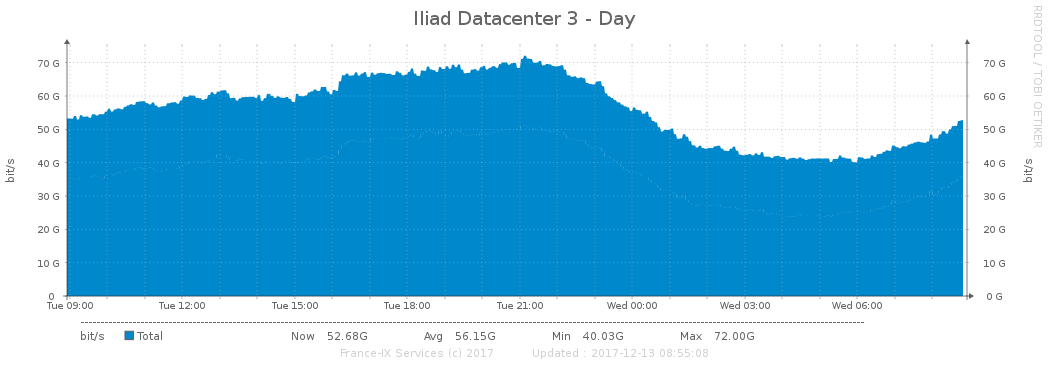 Iliad Datacenter 3 - Day
RRDTOOL / TOBI OETIKER
bit/s
bit/s
70 G 70 G
60 G 60 G
50 G 50 G
40 G 40 G
30 G 30 G
20 G 20 G
10 G 10 G
0 0 G
Tue 09:00 Tue 12:00 Tue 15:00 Tue 18:00 Tue 21:00 Wed 00:00 Wed 03:00 Wed 06:00
bit/s Total Now 52.68G Avg 56.15G Min 40.03G Max 72.00G
France-IX Services (c) 2017 Updated : 2017-12-13 08:55:08